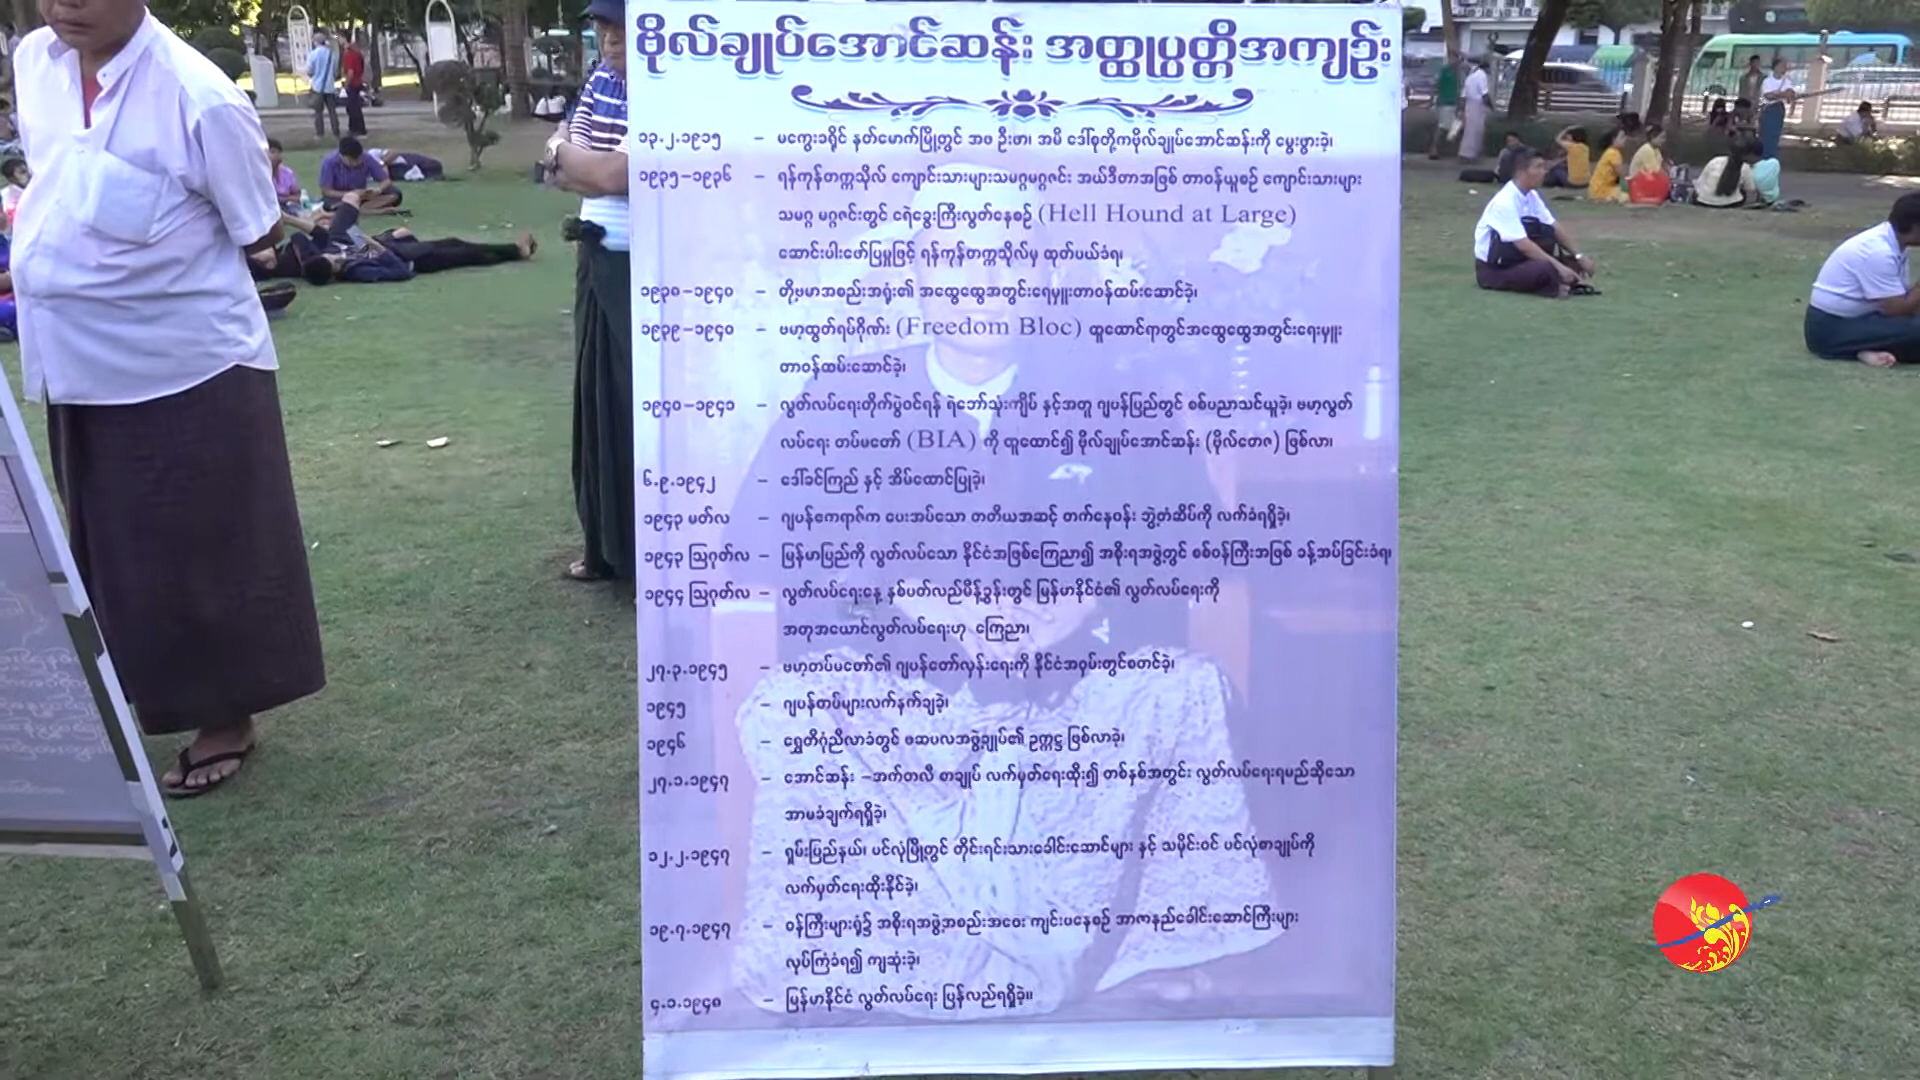 ဗိုလ်ချုပ်အောင်ဆန်း အတ္ထုပ္ပတ္တိအကျဉ်း
၁၃.၂.၁၉၁၅ – မကွေးခရိုင် နတ်မောက်မြို့တွင် အဖ ဦးဖာ၊ အမိ ဒေါ်စုတို့ကဗိုလ်ချုပ်အောင်ဆန်းကို မွေးဖွားခဲ့၊
၁၉၃၅–၁၉၃၆ – ရန်ကုန်တက္ကသိုလ် ကျောင်းသားများသမဂ္ဂမဂ္ဂဇင်း အယ်ဒီတာအဖြစ် တာဝန်ယူစဉ် ကျောင်းသားများ
သမဂ္ဂ မဂ္ဂဇင်းတွင် ငရဲခွေးကြီးလွတ်နေစဉ် (Hell Hound at Large)
ဆောင်းပါးဖော်ပြမှုဖြင့် ရန်ကုန်တက္ကသိုလ်မှ ထုတ်ပယ်ခံရ၊
၁၉၃၈–၁၉၄၀ – တို့ဗမာအစည်းအရုံး၏ အထွေထွေအတွင်းရေမှူးတာဝန်ထမ်းဆောင်ခဲ့၊
၁၉၃၉–၁၉၄၀ – ဗမာ့ထွတ်ရပ်ဂိုဏ်း (Freedom Bloc) ထူထောင်ရာတွင်အထွေထွေအတွင်းရေးမှူး
တာဝန်ထမ်းဆောင်ခဲ့၊
၁၉၄၀–၁၉၄၁ – လွတ်လပ်ရေးတိုက်ပွဲဝင်ရန် ရဲဘော်သုံးကျိပ် နှင့်အတူ ဂျပန်ပြည်တွင် စစ်ပညာသင်ယူခဲ့၊ ဗမာ့လွတ်
လပ်ရေး တပ်မတော် (BIA) ကို ထူထောင်၍ ဗိုလ်ချုပ်အောင်ဆန်း (ဗိုလ်တေဇ) ဖြစ်လာ၊
၆.၉.၁၉၄၂ – ဒေါ်ခင်ကြည် နှင့် အိမ်ထောင်ပြုခဲ့၊
၁၉၄၃ မတ်လ – ဂျပန်ဧကရာဇ်က ပေးအပ်သော တတိယအဆင့် တက်နေဝန်း ဘွဲ့တံဆိပ်ကို လက်ခံရရှိခဲ့၊
၁၉၄၃ ဩဂုတ်လ – မြန်မာပြည်ကို လွတ်လပ်သော နိုင်ငံအဖြစ်ကြေညာ၍ အစိုးရအဖွဲ့တွင် စစ်ဝန်ကြီးအဖြစ် ခန့်အပ်ခြင်းခံရ၊
၁၉၄၄ ဩဂုတ်လ – လွတ်လပ်ရေးနေ့ နှစ်ပတ်လည်မိန့်ခွန်းတွင် မြန်မာနိုင်ငံ၏ လွတ်လပ်ရေးကို
အတုအယောင်လွတ်လပ်ရေးဟု ကြေညာ၊
၂၇.၃.၁၉၄၅ – ဗဟာ့တပ်မတော်၏ ဂျပန်တော်လှန်ရေးကို နိုင်ငံအဝှမ်းတွင်စတင်ခဲ့၊
၁၉၄၅ – ဂျပန်တပ်များလက်နက်ချခဲ့၊
၁၉၄၆ – ရွှေတိဂုံညီလာခံတွင် ဖဆပလအဖွဲ့ချုပ်၏ ဥက္ကဋ္ဌ ဖြစ်လာခဲ့၊
၂၇.၁.၁၉၄၇ – အောင်ဆန်း –အက်တလီ စာချုပ် လက်မှတ်ရေးထိုး၍ တစ်နှစ်အတွင်း လွတ်လပ်ရေးရမည်ဆိုသော
အာမခံချက်ရရှိခဲ့၊
၁၂.၂.၁၉၄၇ – ရှမ်းပြည်နယ်၊ ပင်လုံမြို့တွင် တိုင်းရင်းသားခေါင်းဆောင်များ နှင့် သမိုင်းဝင် ပင်လုံစာချုပ်ကို
လက်မှတ်ရေးထိုးနိုင်ခဲ့၊
၁၉.၇.၁၉၄၇ – ဝန်ကြီးများရုံး၌ အစိုးရအဖွဲ့အစည်းအဝေး ကျင်းပနေစဉ် အာဇာနည်ခေါင်းဆောင်ကြီးများ
လုပ်ကြံခံရ၍ ကျဆုံးခဲ့၊
၄.၁.၁၉၄၈ – မြန်မာနိုင်ငံ လွတ်လပ်ရေး ပြန်လည်ရရှိခဲ့။